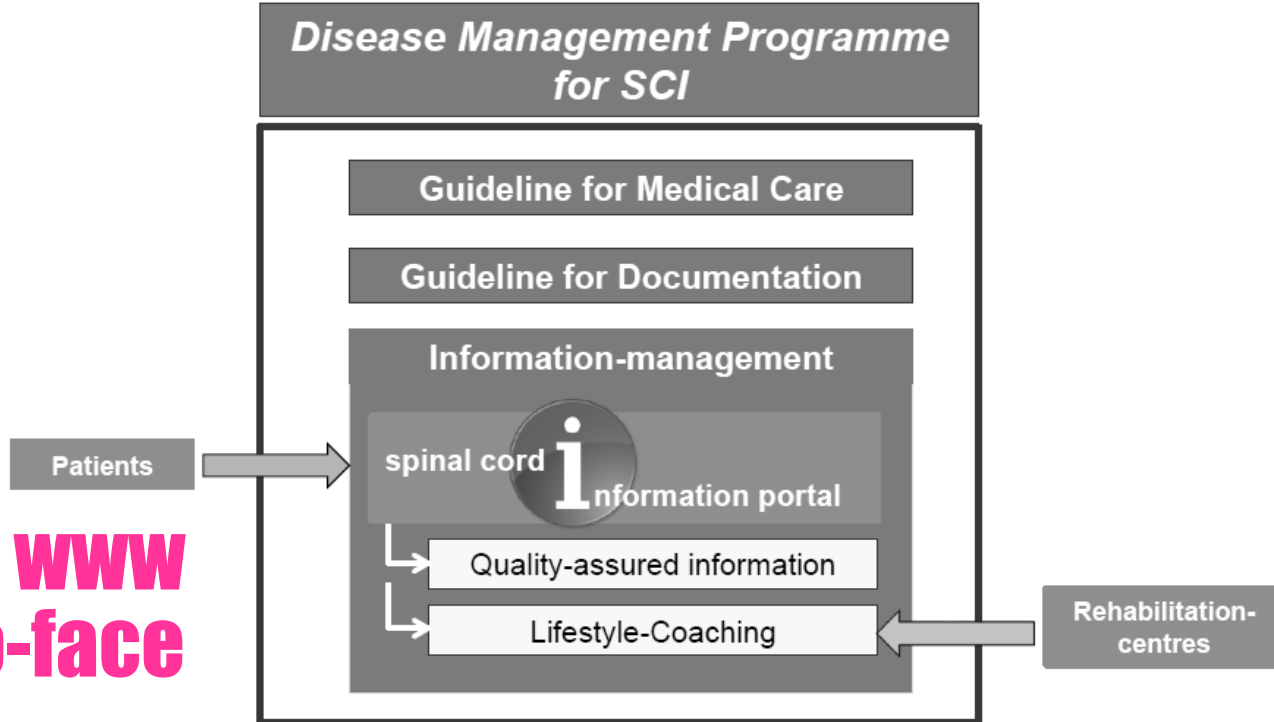 Disease Management Programme
for SCI
Guideline for Medical Care
Guideline for Documentation
Information-management
spinal cord
information portal
Patients
Quality-assured information
Lifestyle-Coaching
www
-face
Rehabilitation-
centres